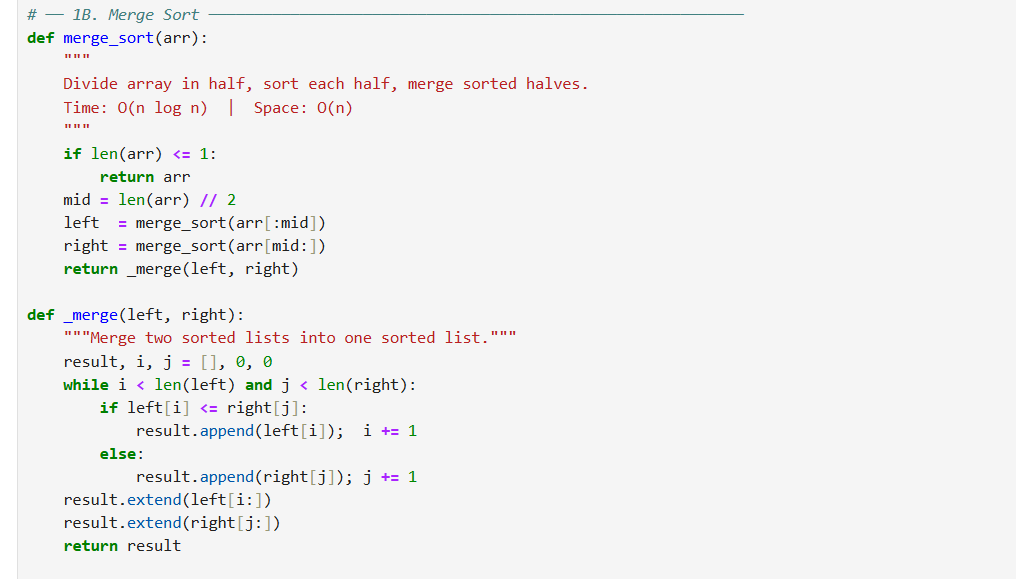 # —— 1B. Merge Sort ————————————————————————————————————————
def merge_sort(arr):
    """
    Divide array in half, sort each half, merge sorted halves.
    Time: O(n log n)  |  Space: O(n)
    """
    if len(arr) <= 1:
        return arr
    mid = len(arr) // 2
    left  = merge_sort(arr[:mid])
    right = merge_sort(arr[mid:])
    return _merge(left, right)

def _merge(left, right):
    """Merge two sorted lists into one sorted list."""
    result, i, j = [], 0, 0
    while i < len(left) and j < len(right):
        if left[i] <= right[j]:
            result.append(left[i]);  i += 1
        else:
            result.append(right[j]); j += 1
    result.extend(left[i:])
    result.extend(right[j:])
    return result